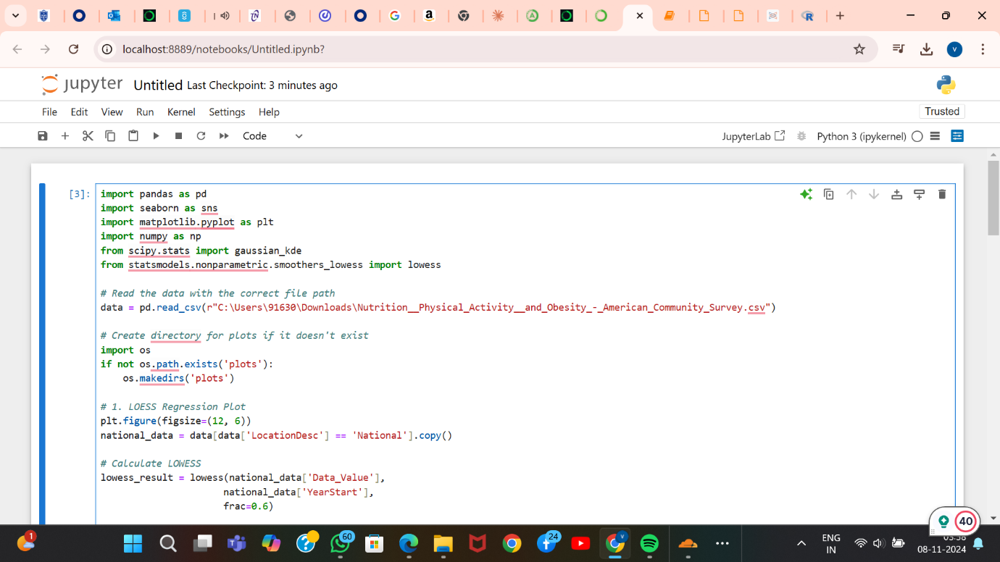 localhost:8889/notebooks/Untitled.ipynb?
jupyter Untitled Last Checkpoint: 3 minutes ago
File Edit View Run Kernel Settings Help
Trusted
Code
JupyterLab
Python 3 (ipykernel)
[3]:
import pandas as pd
import seaborn as sns
import matplotlib.pyplot as plt
import numpy as np
from scipy.stats import gaussian_kde
from statsmodels.nonparametric.smoothers_lowess import lowess
# Read the data with the correct file path
data = pd.read_csv(r"C:\Users\91630\Downloads\Nutrition__Physical_Activity__and_Obesity_-_American_Community_Survey.csv")
# Create directory for plots if it doesn't exist
import os
if not os.path.exists('plots'):
    os.makedirs('plots')
# 1. LOESS Regression Plot
plt.figure(figsize=(12, 6))
national_data = data[data['LocationDesc'] == 'National'].copy()
# Calculate LOWESS
lowess_result = lowess(national_data['Data_Value'],
                      national_data['YearStart'],
                      frac=0.6)
40
1
60
24
ENG
IN
08-11-2024